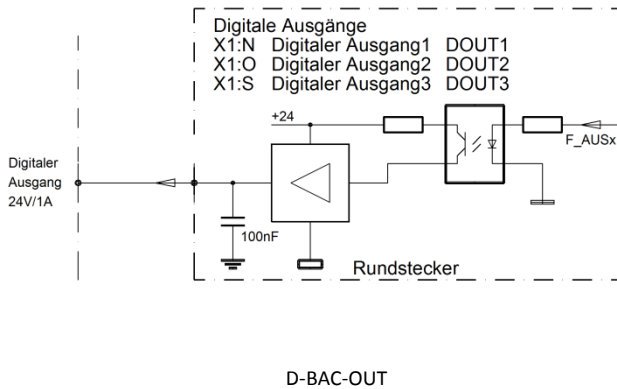 Digitale Ausgänge
X1:N Digitaler Ausgang1 DOUT1
X1:O Digitaler Ausgang2 DOUT2
X1:S Digitaler Ausgang3 DOUT3
+24
F_AUSx
Digitaler
Ausgang
24V/1A
100nF
Rundstecker
D-BAC-OUT